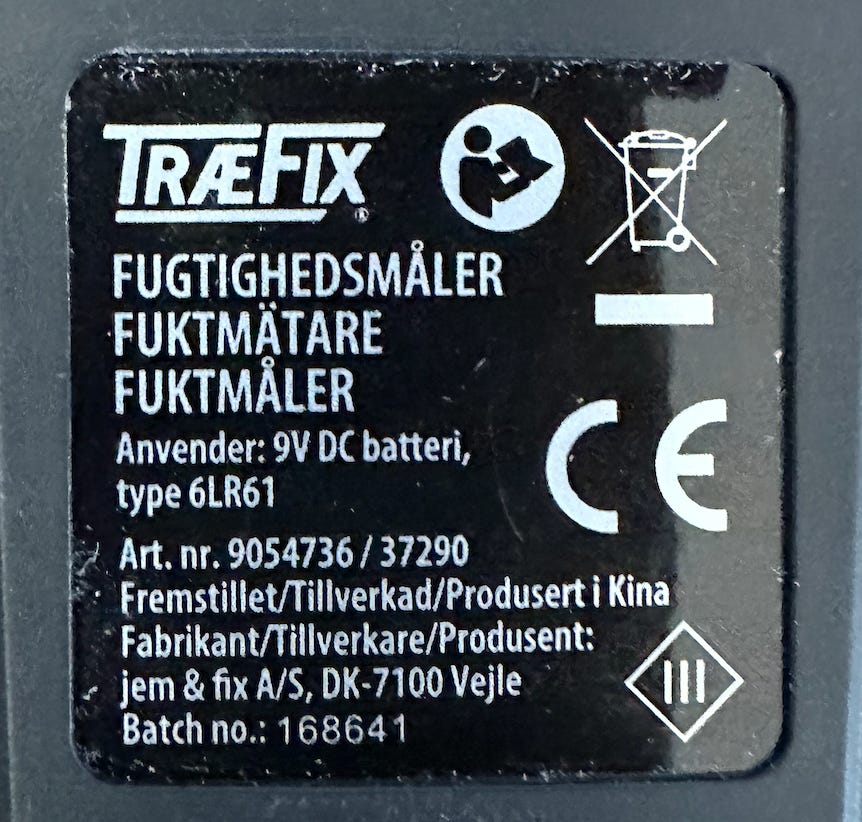 TRÆFIX®
FUGTIGHEDSMÅLER
FUKTMÄTARE
FUKTMÅLER
Anvender: 9V DC batteri,
type 6LR61
CE
Art. nr. 9054736 / 37290
Fremstillet/Tillverkad/Produsert i Kina
Fabrikant/Tillverkare/Produsent:
jem & fix A/S, DK-7100 Vejle
Batch no.: 168641
III